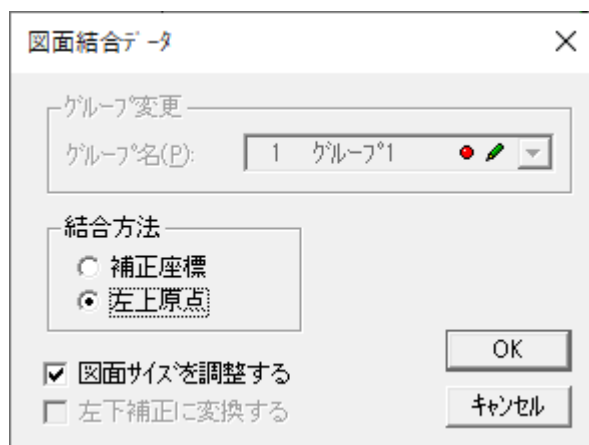 図面結合ﾃﾞｰﾀ
ｸﾞﾙｰﾌﾟ変更
ｸﾞﾙｰﾌﾟ名(P):
1 ｸﾞﾙｰﾌﾟ1
結合方法
補正座標
左上原点
図面ｻｲｽﾞを調整する
左下補正に変換する
OK
ｷｬﾝｾﾙ